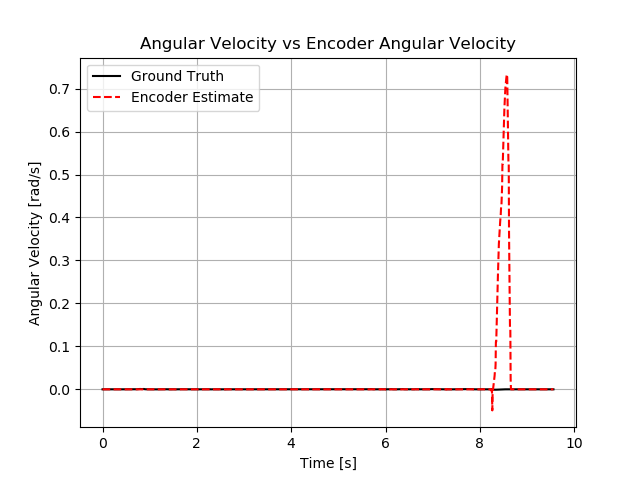 Angular Velocity vs Encoder Angular Velocity
Ground Truth
Encoder Estimate
Angular Velocity [rad/s]
0.7
0.6
0.5
0.4
0.3
0.2
0.1
0.0
0 2 4 6 8 10
Time [s]